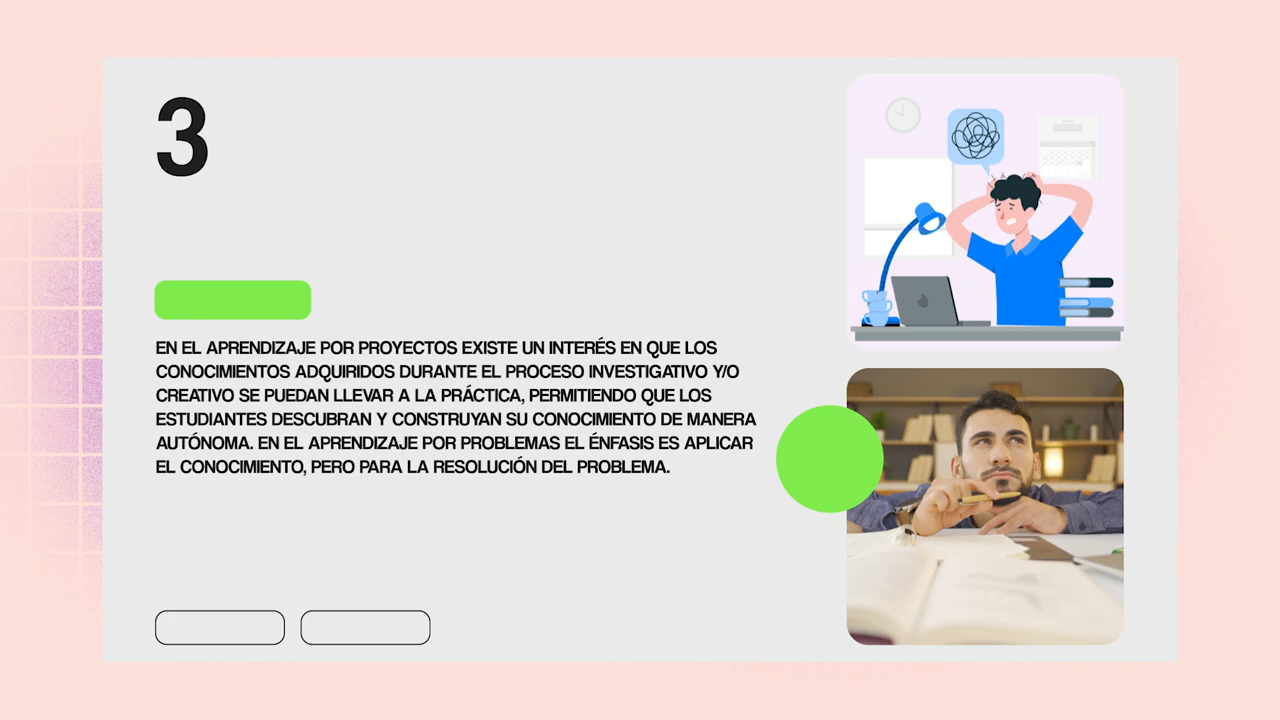 3
EN EL APRENDIZAJE POR PROYECTOS EXISTE UN INTERÉS EN QUE LOS
CONOCIMIENTOS ADQUIRIDOS DURANTE EL PROCESO INVESTIGATIVO Y/O
CREATIVO SE PUEDAN LLEVAR A LA PRÁCTICA, PERMITIENDO QUE LOS
ESTUDIANTES DESCUBRAN Y CONSTRUYAN SU CONOCIMIENTO DE MANERA
AUTÓNOMA. EN EL APRENDIZAJE POR PROBLEMAS EL ÉNFASIS ES APLICAR
EL CONOCIMIENTO, PERO PARA LA RESOLUCIÓN DEL PROBLEMA.